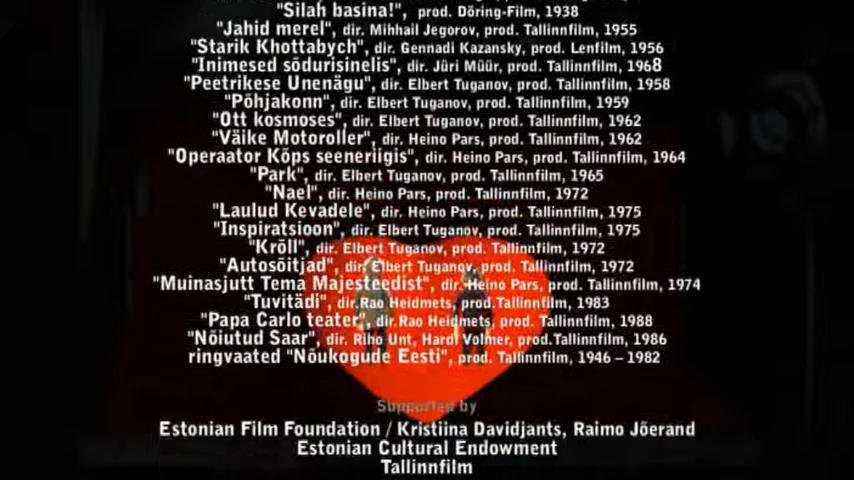 "Silah basina!", prod. Döring-Film, 1938
"Jahid merel", dir. Mihhail Jegorov, prod. Tallinnfilm, 1955
"Starik Khottabych", dir. Gennadi Kazansky, prod. Lenfilm, 1956
"Inimesed sõdurisinelis", dir. Jüri Müür, prod. Tallinnfilm, 1968
"Peetrikese Unenägu", dir. Elbert Tuganov, prod. Tallinnfilm, 1958
"Põhjakonn", dir. Elbert Tuganov, prod. Tallinnfilm, 1959
"Ott kosmoses", dir. Elbert Tuganov, prod. Tallinnfilm, 1962
"Väike Motoroller", dir. Heino Pars, prod. Tallinnfilm, 1962
"Operaator Kõps seeneriigis", dir. Heino Pars, prod. Tallinnfilm, 1964
"Park", dir. Elbert Tuganov, prod. Tallinnfilm, 1965
"Nael", dir. Heino Pars, prod. Tallinnfilm, 1972
"Laulud Kevadele", dir. Heino Pars, prod. Tallinnfilm, 1975
"Inspiratsioon", dir. Elbert Tuganov, prod. Tallinnfilm, 1975
"Kröll", dir. Elbert Tuganov, prod. Tallinnfilm, 1972
"Autosõitjad", dir. Elbert Tuganov, prod. Tallinnfilm, 1972
"Muinasjutt Tema Majesteedist", dir. Heino Pars, prod. Tallinnfilm, 1974
"Tuvitädi", dir.Rao Heidmets, prod.Tallinnfilm, 1983
"Papa Carlo teater", dir.Rao Heidmets, prod. Tallinnfilm, 1988
"Nõiutud Saar", dir. Riho Unt, Hardi Volmer, prod.Tallinnfilm, 1986
ringvaated "Nõukogude Eesti", prod. Tallinnfilm, 1946 – 1982
Supported by
Estonian Film Foundation / Kristiina Davidjants, Raimo Jõerand
Estonian Cultural Endowment
Tallinnfilm